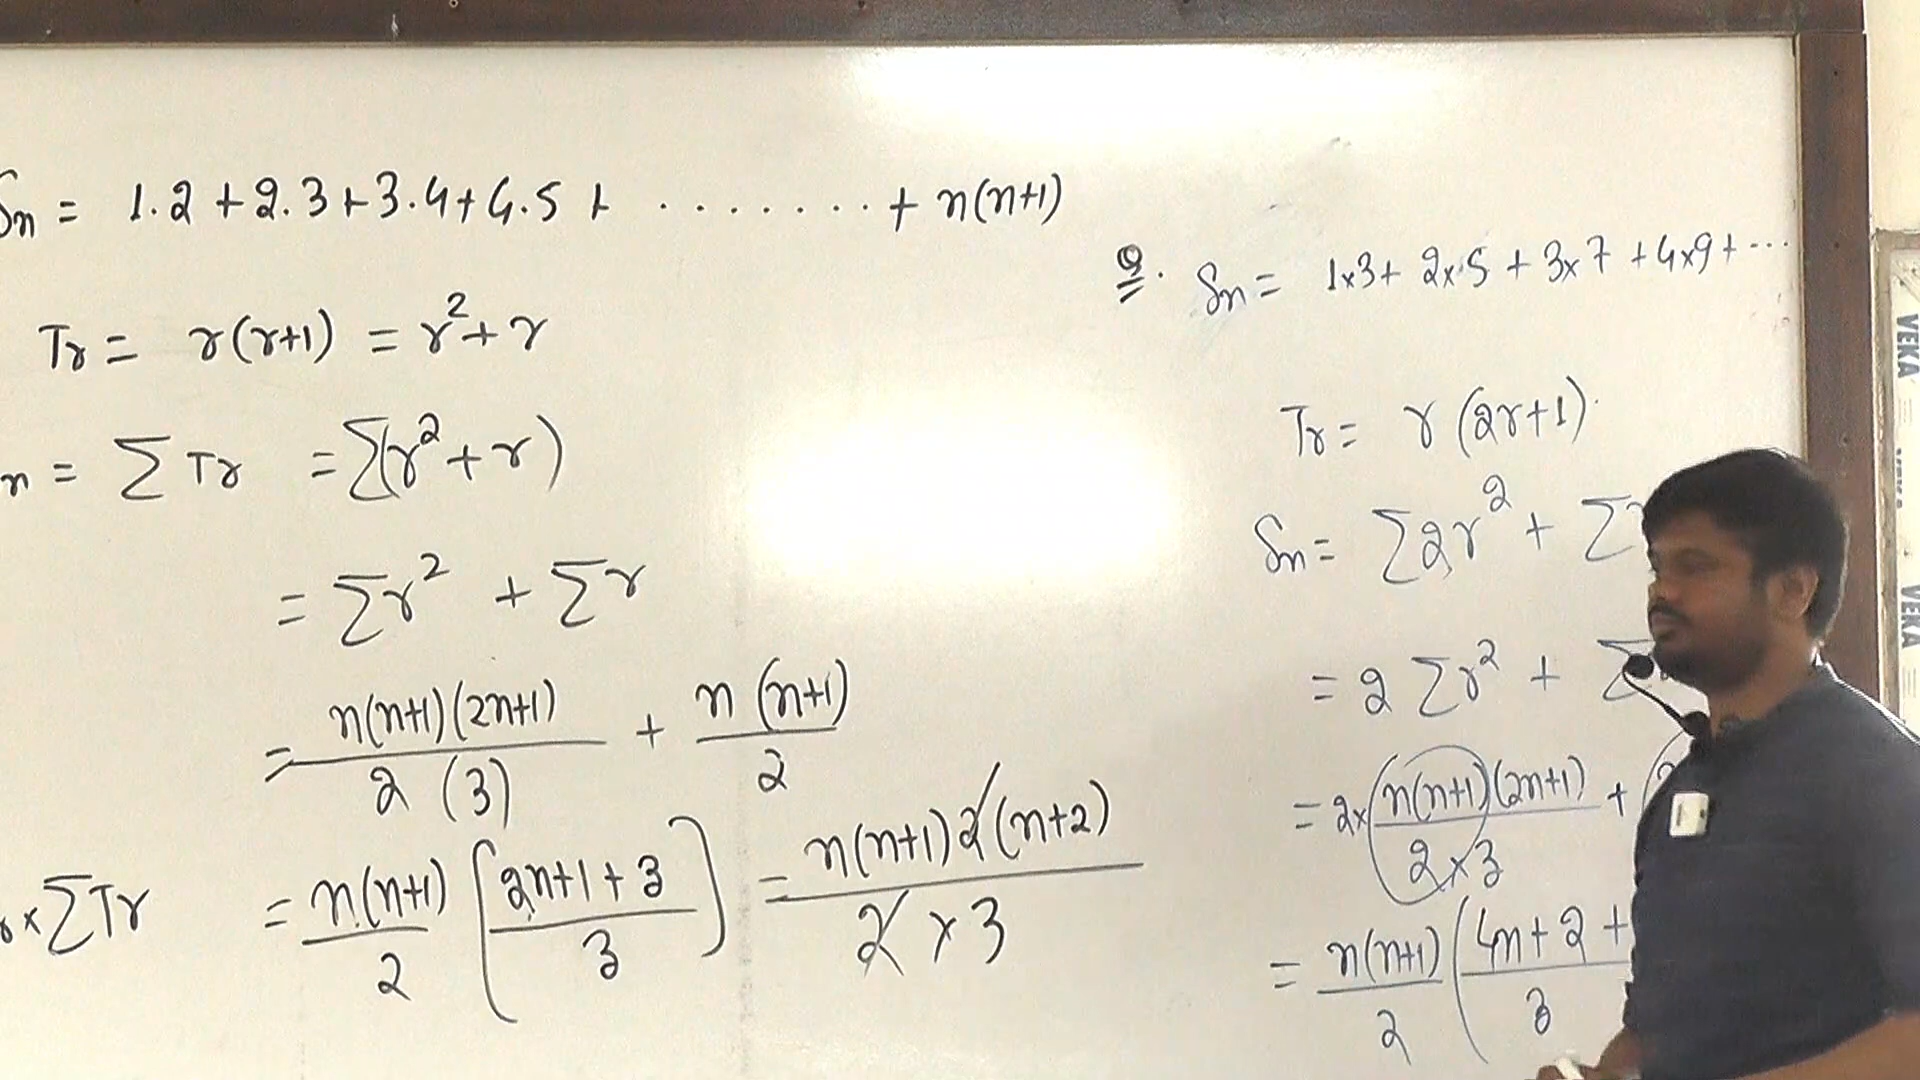 Sn = 1.2 + 2.3 + 3.4 + 4.5 + ........ + n(n+1)
Tr = r(r+1) = r² + r
n = ∑ Tr = ∑(r² + r)
= ∑r² + ∑r
= n(n+1)(2n+1) / 2 (3) + n (n+1) / 2
×∑Tr = n(n+1) / 2 [2n+1+3 / 3] = n(n+1)2(n+2) / 2 × 3
Q. Sn = 1×3 + 2×5 + 3×7 + 4×9 + ...
Tr = r (2r+1)
Sn = ∑2r² + ∑
= 2 ∑r² + ∑
= 2× n(n+1)(2n+1) / 2×3 +
= n(n+1) / 2 (4n+2+ / 3
VEKA
VEKA